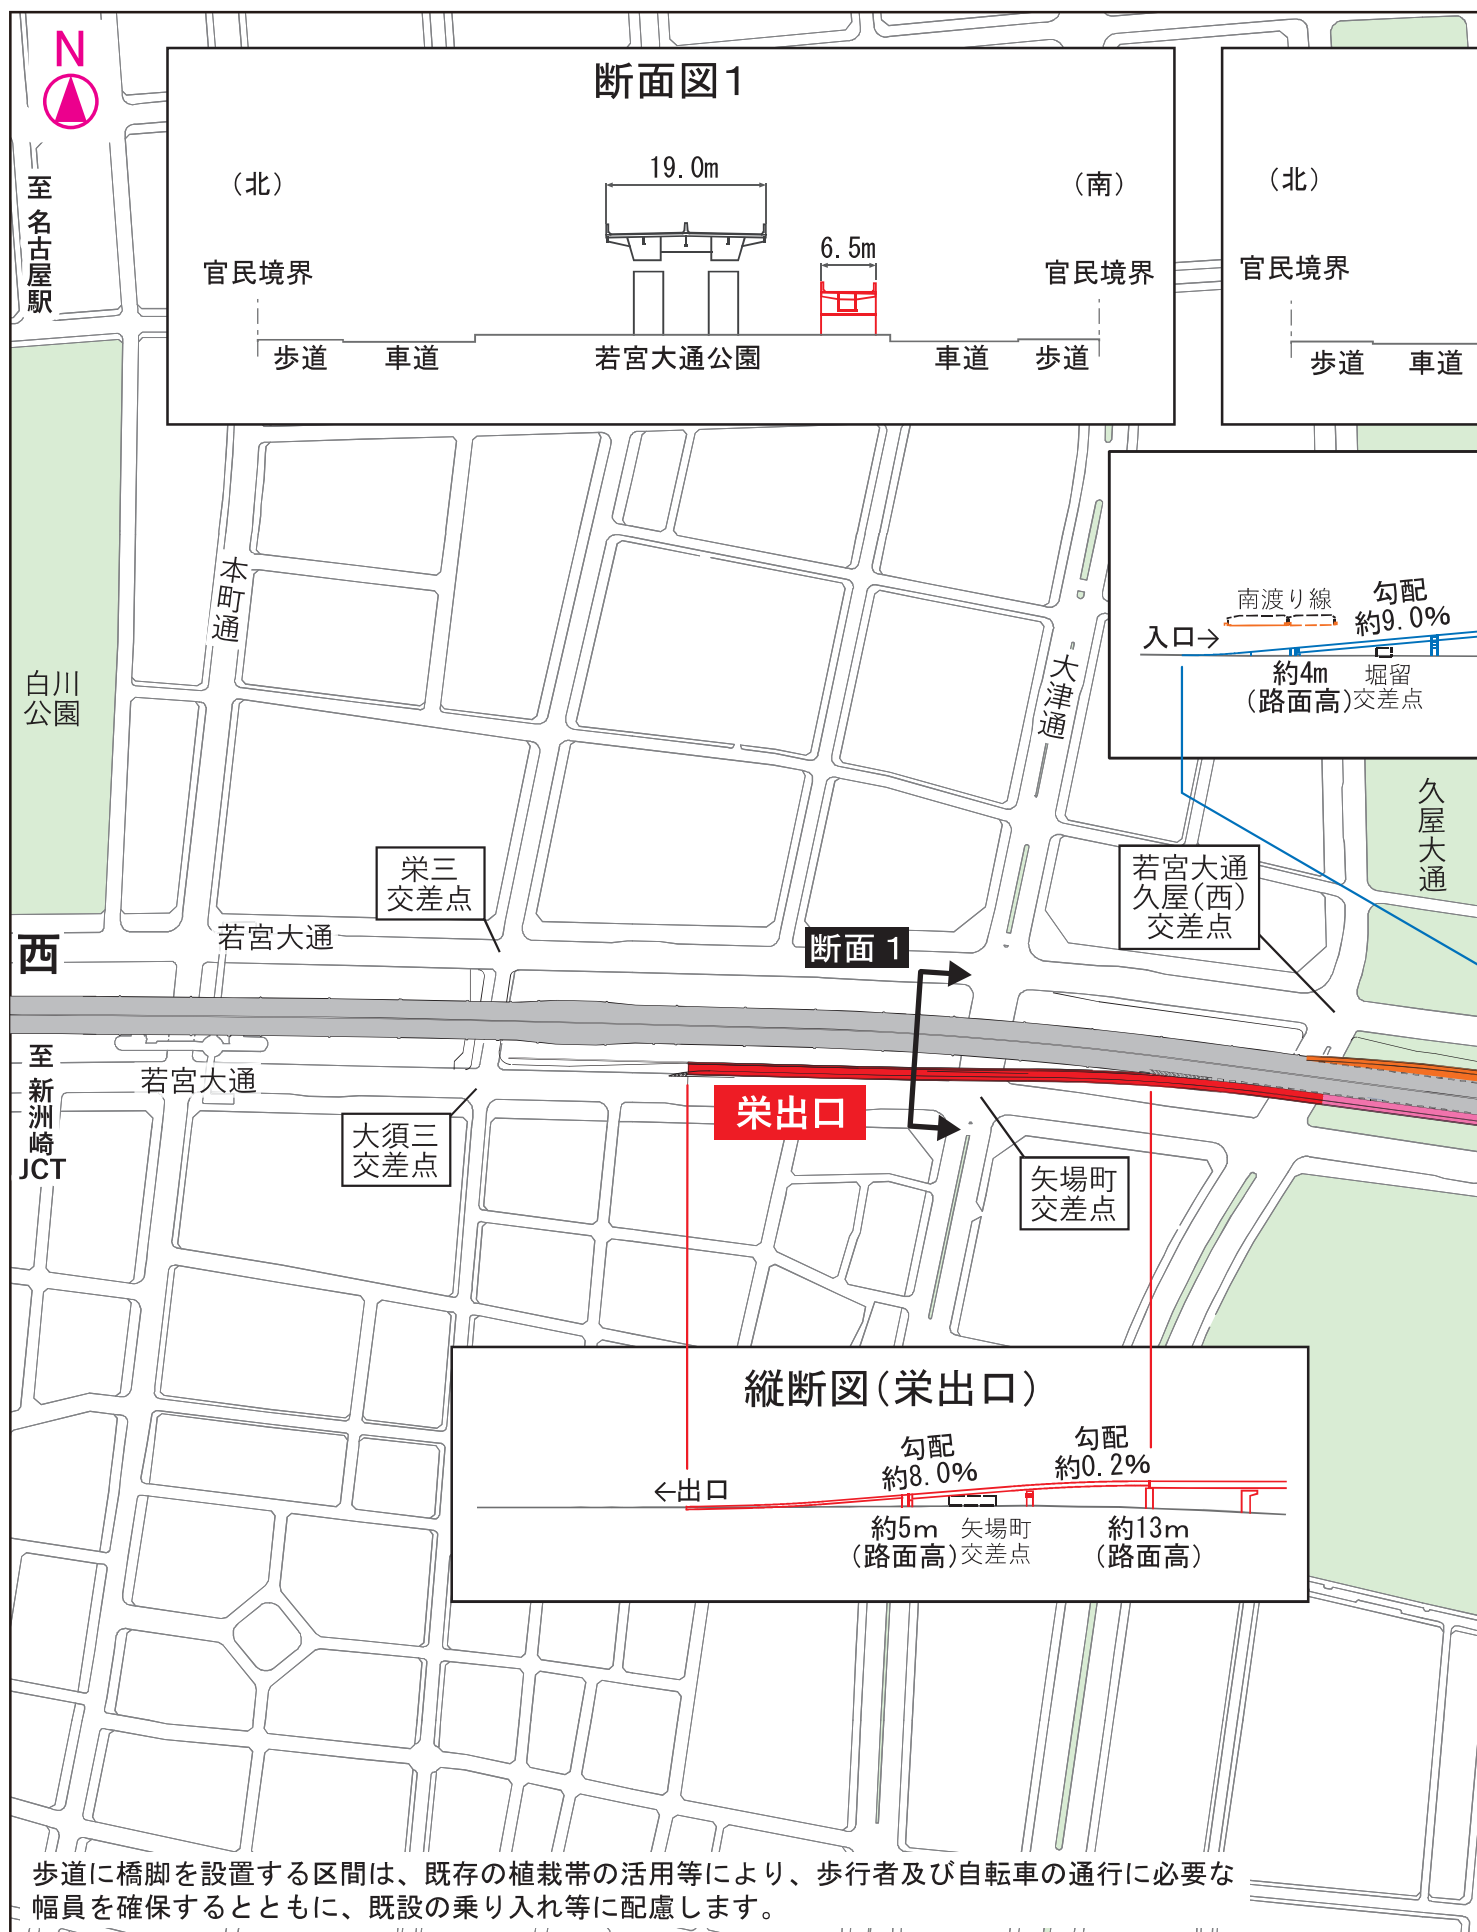 N
断面図1
19.0m
(北)
(南)
6.5m
官民境界
官民境界
歩道
車道
若宮大通公園
車道
歩道
(北)
官民境界
歩道
車道
至 名古屋駅
本町通
白川
公園
大津通
南渡り線
勾配
約9.0%
入口→
約4m
(路面高)
堀留
交差点
久屋大通
栄三
交差点
若宮大通
久屋(西)
交差点
若宮大通
断面 1
西
至 新洲崎JCT
若宮大通
栄出口
大須三
交差点
矢場町
交差点
縦断図(栄出口)
勾配
約8.0%
勾配
約0.2%
←出口
約5m
(路面高)
矢場町
交差点
約13m
(路面高)
歩道に橋脚を設置する区間は、既存の植栽帯の活用等により、歩行者及び自転車の通行に必要な
幅員を確保するとともに、既設の乗り入れ等に配慮します。